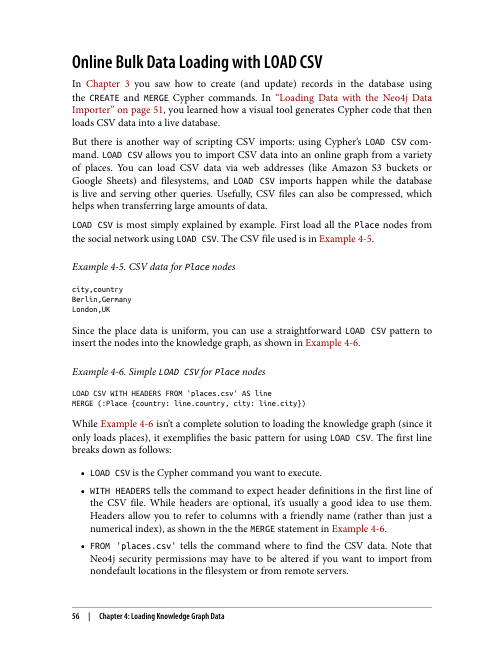 Online Bulk Data Loading with LOAD CSV
In Chapter 3 you saw how to create (and update) records in the database using
the CREATE and MERGE Cypher commands. In “Loading Data with the Neo4j Data
Importer” on page 51, you learned how a visual tool generates Cypher code that then
loads CSV data into a live database.
But there is another way of scripting CSV imports: using Cypher’s LOAD CSV com-
mand. LOAD CSV allows you to import CSV data into an online graph from a variety
of places. You can load CSV data via web addresses (like Amazon S3 buckets or
Google Sheets) and filesystems, and LOAD CSV imports happen while the database
is live and serving other queries. Usefully, CSV files can also be compressed, which
helps when transferring large amounts of data.
LOAD CSV is most simply explained by example. First load all the Place nodes from
the social network using LOAD CSV. The CSV file used is in Example 4-5.
Example 4-5. CSV data for Place nodes
city,country
Berlin,Germany
London,UK
Since the place data is uniform, you can use a straightforward LOAD CSV pattern to
insert the nodes into the knowledge graph, as shown in Example 4-6.
Example 4-6. Simple LOAD CSV for Place nodes
LOAD CSV WITH HEADERS FROM 'places.csv' AS line
MERGE (:Place {country: line.country, city: line.city})
While Example 4-6 isn’t a complete solution to loading the knowledge graph (since it
only loads places), it exemplifies the basic pattern for using LOAD CSV. The first line
breaks down as follows:
• LOAD CSV is the Cypher command you want to execute.
• WITH HEADERS tells the command to expect header definitions in the first line of
the CSV file. While headers are optional, it’s usually a good idea to use them.
Headers allow you to refer to columns with a friendly name (rather than just a
numerical index), as shown in the the MERGE statement in Example 4-6.
• FROM 'places.csv' tells the command where to find the CSV data. Note that
Neo4j security permissions may have to be altered if you want to import from
nondefault locations in the filesystem or from remote servers.
56 | Chapter 4: Loading Knowledge Graph Data